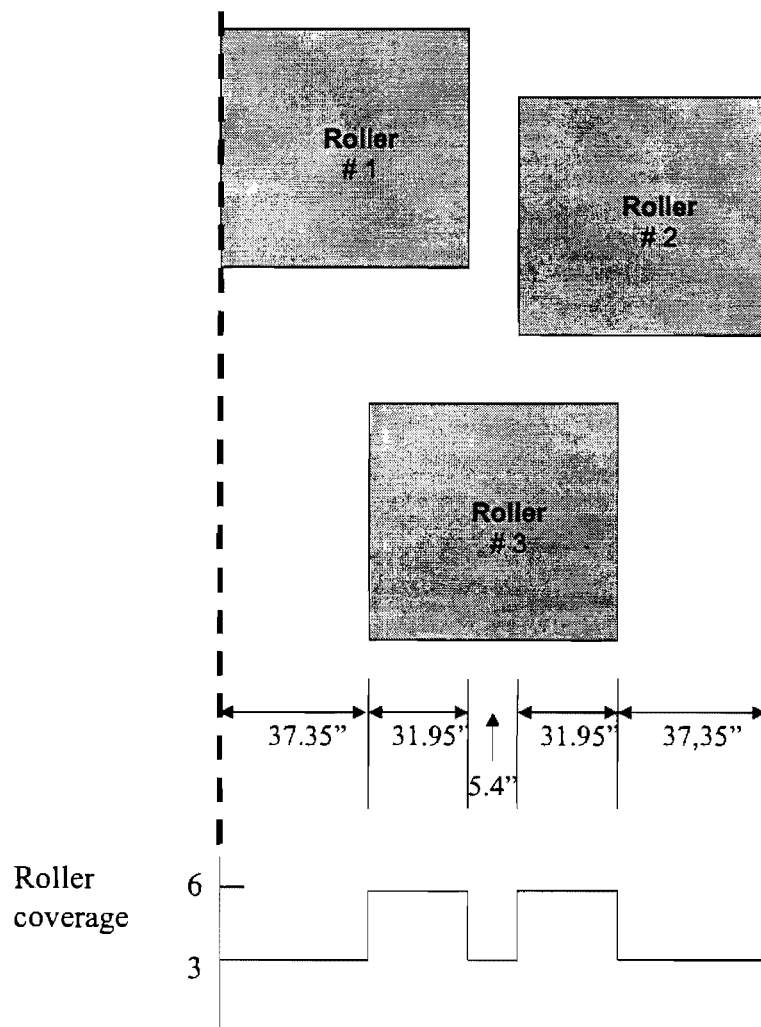 Roller
# 1
Roller
# 2
Roller
# 3
37.35”
31.95”
31.95”
37,35”
5.4”
Roller
coverage
6
3